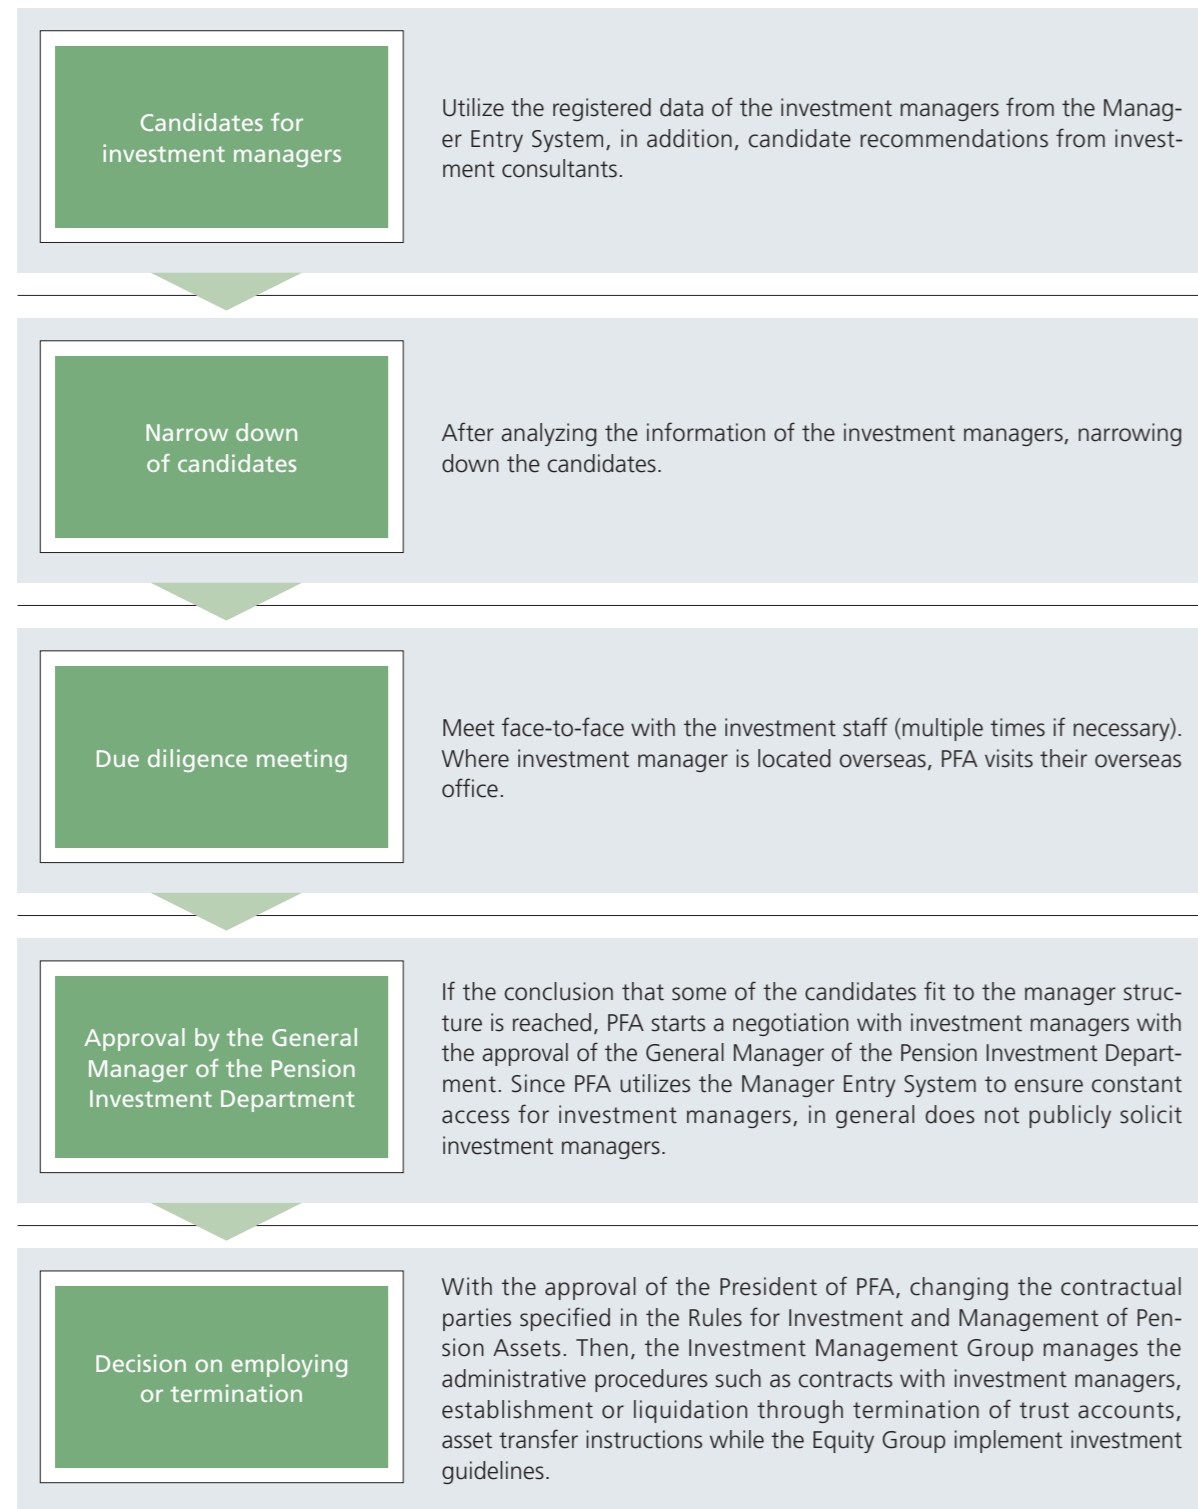 Candidates for
investment managers
Utilize the registered data of the investment managers from the Manag-
er Entry System, in addition, candidate recommendations from invest-
ment consultants.
Narrow down
of candidates
After analyzing the information of the investment managers, narrowing
down the candidates.
Due diligence meeting
Meet face-to-face with the investment staff (multiple times if necessary).
Where investment manager is located overseas, PFA visits their overseas
office.
Approval by the General
Manager of the Pension
Investment Department
If the conclusion that some of the candidates fit to the manager struc-
ture is reached, PFA starts a negotiation with investment managers with
the approval of the General Manager of the Pension Investment Depart-
ment. Since PFA utilizes the Manager Entry System to ensure constant
access for investment managers, in general does not publicly solicit
investment managers.
Decision on employing
or termination
With the approval of the President of PFA, changing the contractual
parties specified in the Rules for Investment and Management of Pen-
sion Assets. Then, the Investment Management Group manages the
administrative procedures such as contracts with investment managers,
establishment or liquidation through termination of trust accounts,
asset transfer instructions while the Equity Group implement investment
guidelines.